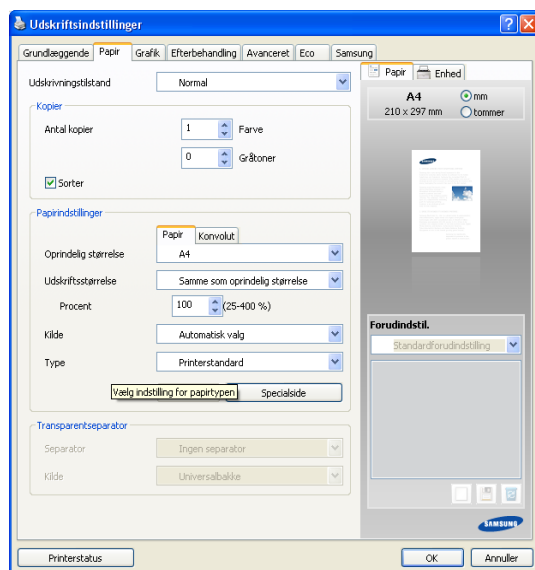 Udskriftsindstillinger
Grundlæggende Papir Grafik Efterbehandling Avanceret Eco Samsung
Udskrivningstilstand Normal
Kopier
Antal kopier 1 Farve
0 Gråtoner
Sorter
Papirindstillinger
Papir Konvolut
Oprindelig størrelse A4
Udskriftsstørrelse Samme som oprindelig størrelse
Procent 100 (25-400 %)
Kilde Automatisk valg
Type Printerstandard
Vælg indstilling for papirtypen Specialside
Transparentseparator
Separator Ingen separator
Kilde Universalbakke
Papir Enhed
A4 mm
210 x 297 mm tommer
Forudindstil.
Standardforudindstilling
SAMSUNG
Printerstatus OK Annuller